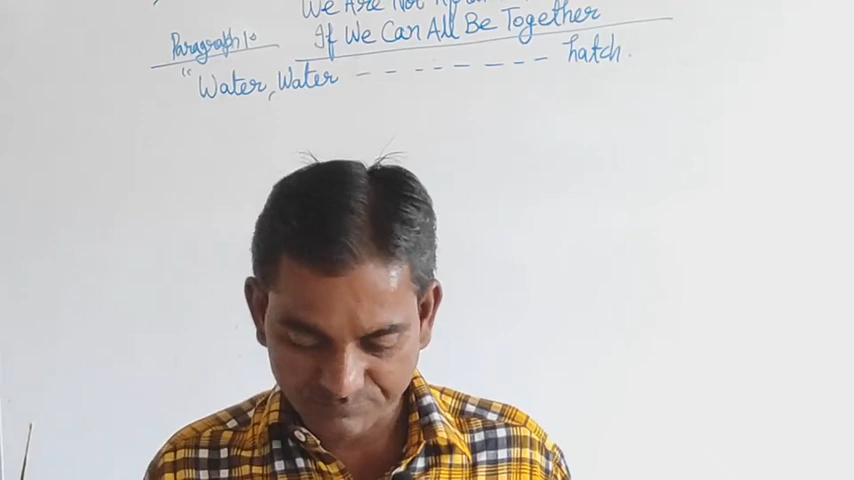 We Are Not
If We Can All Be Together
Paragraph 1:
"Water, Water - - - - - - - - hatch.